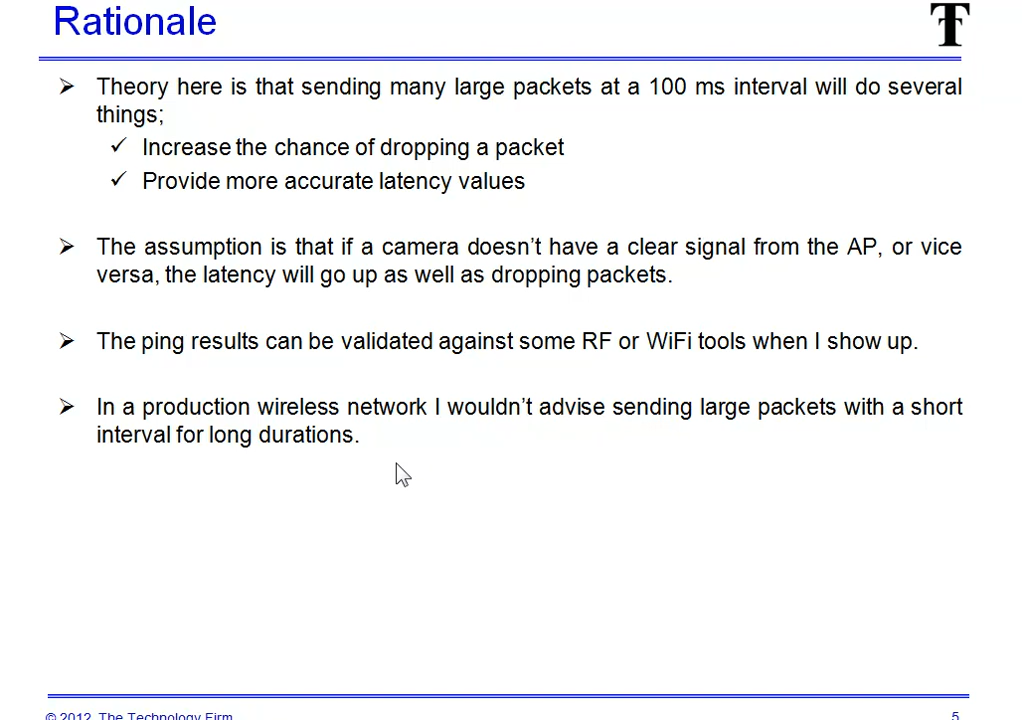 Rationale
Theory here is that sending many large packets at a 100 ms interval will do several
things;
Increase the chance of dropping a packet
Provide more accurate latency values
The assumption is that if a camera doesn’t have a clear signal from the AP, or vice
versa, the latency will go up as well as dropping packets.
The ping results can be validated against some RF or WiFi tools when I show up.
In a production wireless network I wouldn’t advise sending large packets with a short
interval for long durations.
© 2012, The Technology Firm
5